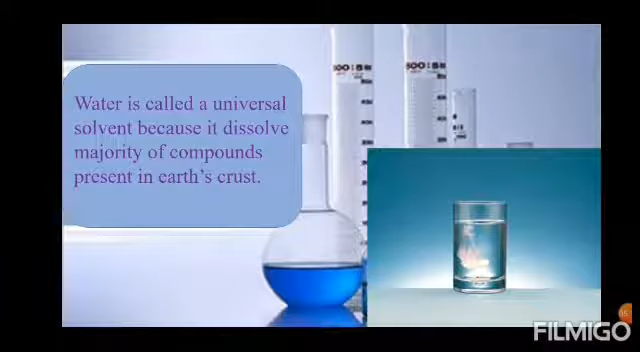 Water is called a universal
solvent because it dissolve
majority of compounds
present in earth's crust.
FILMIGO